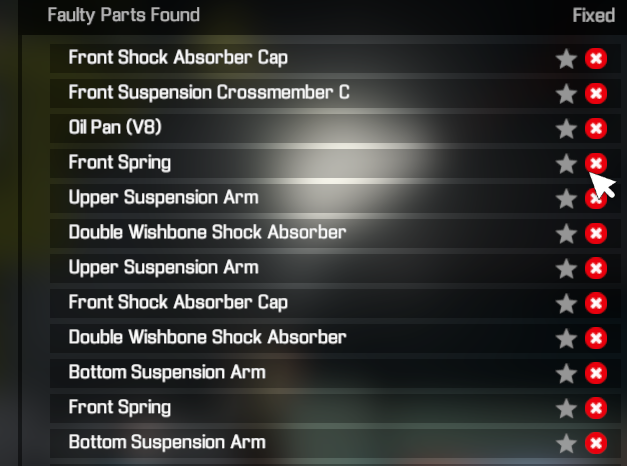 Faulty Parts Found Fixed
Front Shock Absorber Cap
Front Suspension Crossmember C
Oil Pan (V8)
Front Spring
Upper Suspension Arm
Double Wishbone Shock Absorber
Upper Suspension Arm
Front Shock Absorber Cap
Double Wishbone Shock Absorber
Bottom Suspension Arm
Front Spring
Bottom Suspension Arm